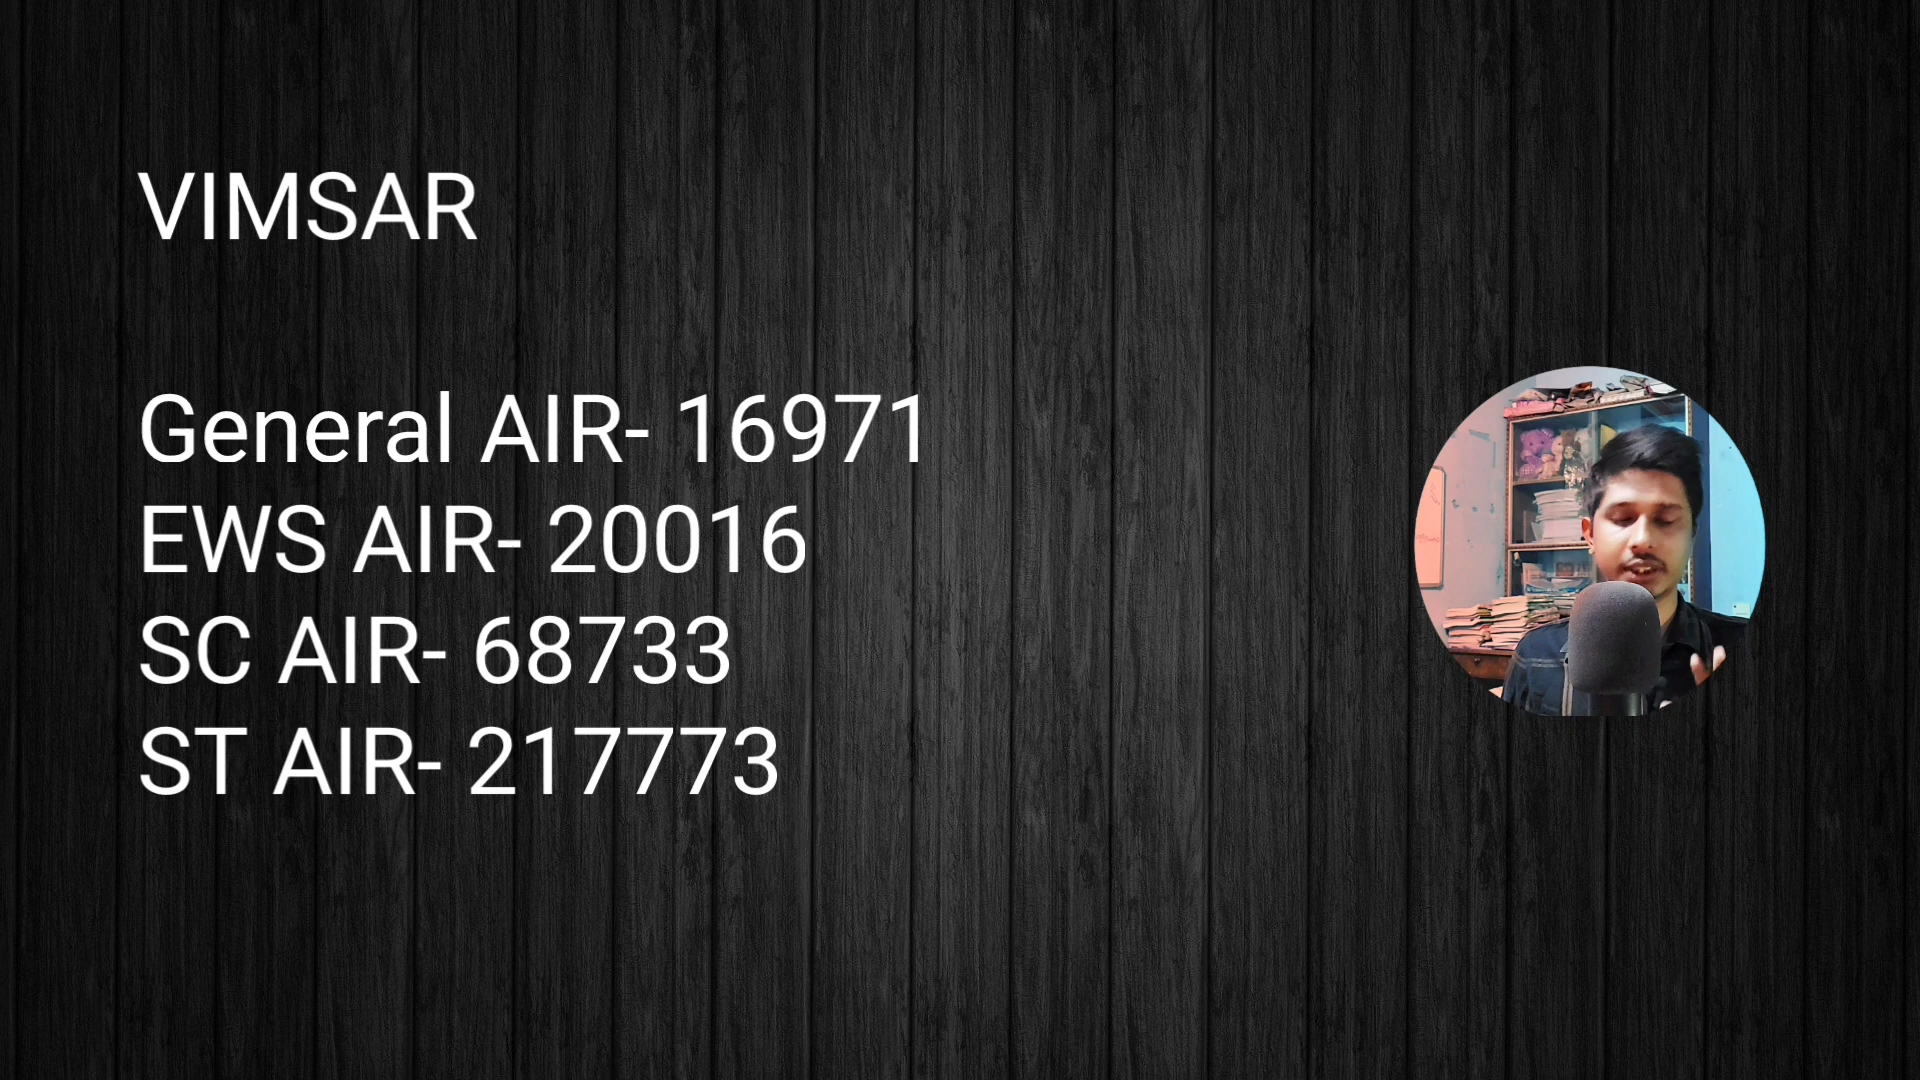 VIMSAR
General AIR- 16971
EWS AIR- 20016
SC AIR- 68733
ST AIR- 217773